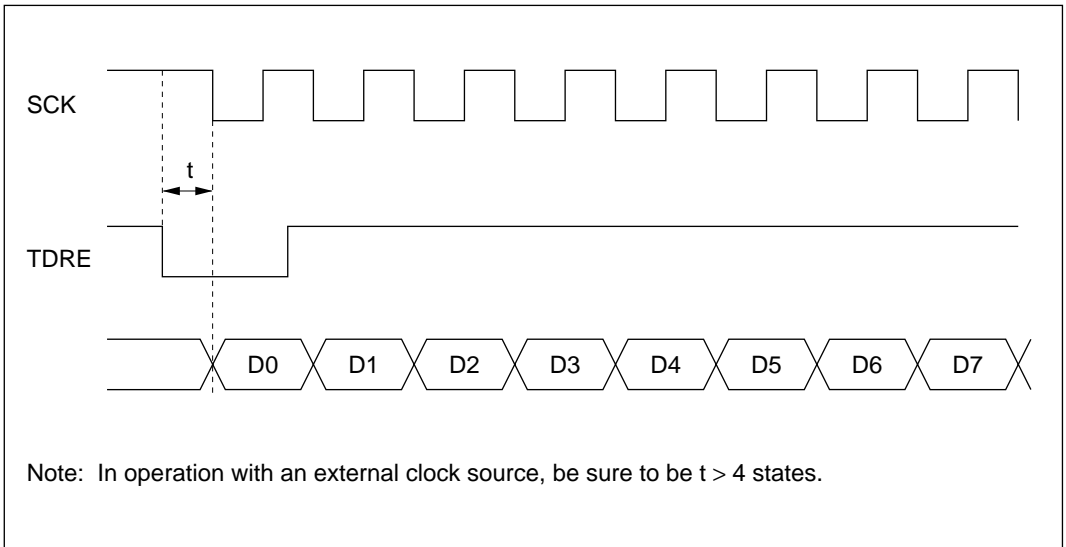 SCK
t
TDRE
D0 D1 D2 D3 D4 D5 D6 D7
Note: In operation with an external clock source, be sure to be t > 4 states.